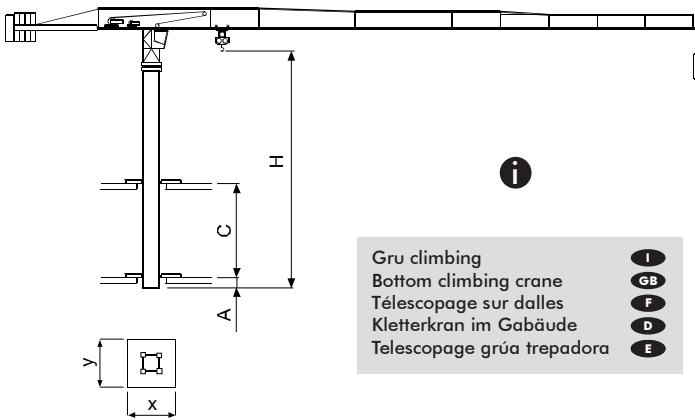 H
C
A
y
x
i
Gru climbing I
Bottom climbing crane GB
Télescopage sur dalles F
Kletterkran im Gabäude D
Telescopage grúa trepadora E